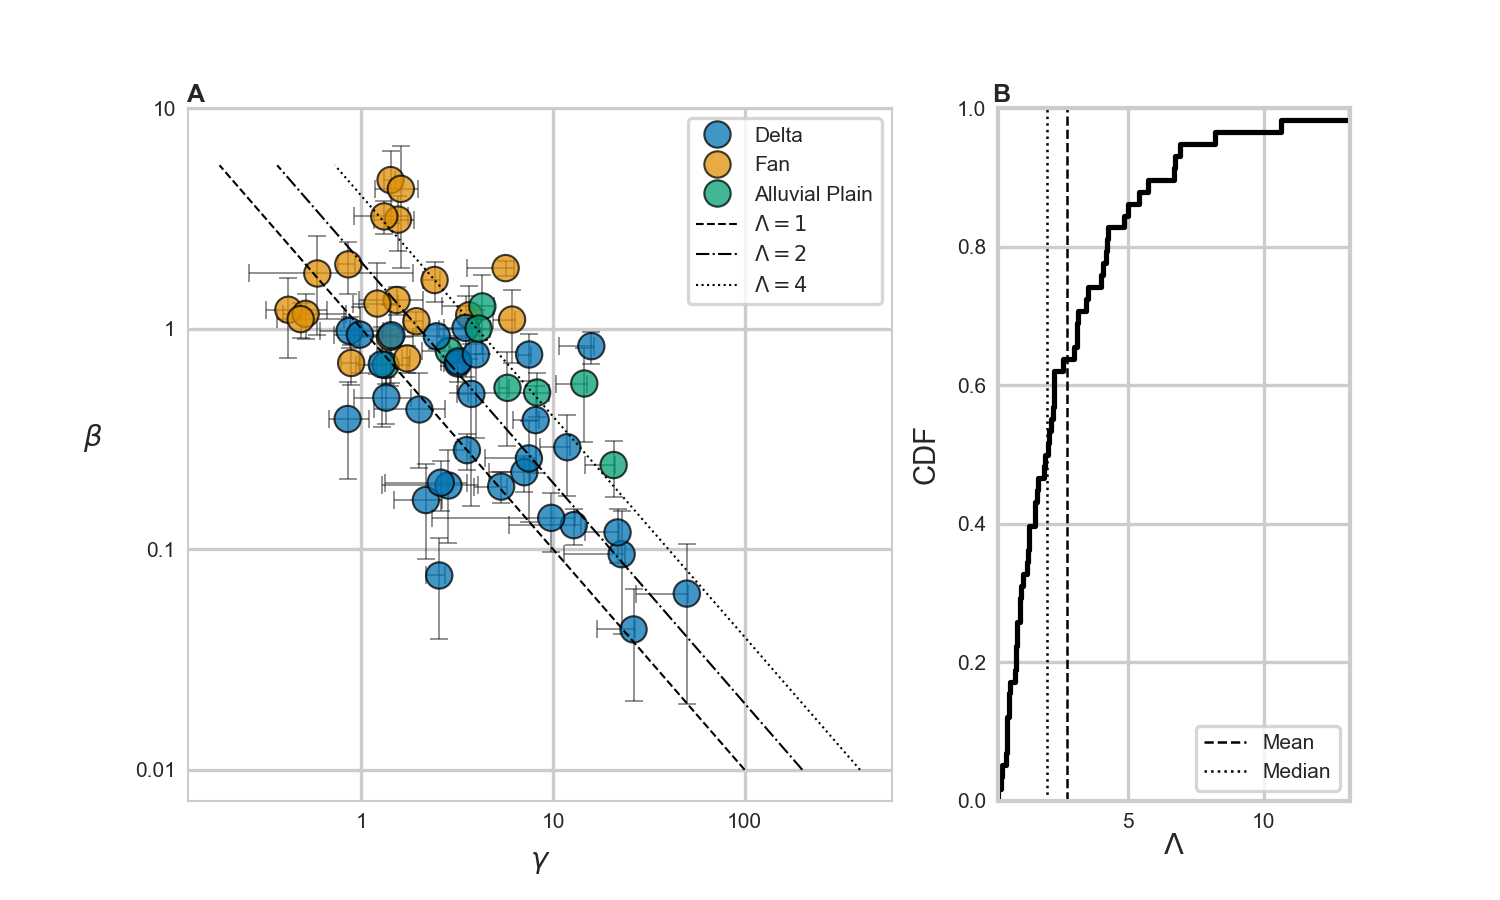 A
10
1
0.1
0.01
β
1
10
100
γ
Delta
Fan
Alluvial Plain
Λ = 1
Λ = 2
Λ = 4
B
1.0
0.8
0.6
0.4
0.2
0.0
CDF
5
10
Λ
Mean
Median